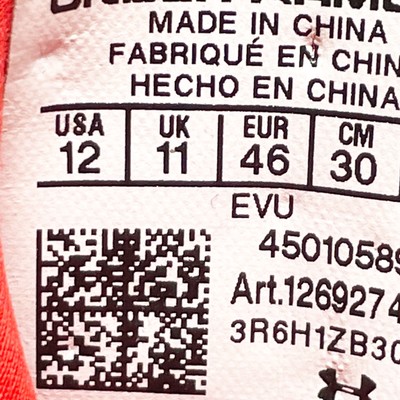 MADE IN CHINA
FABRIQUÉ EN CHIN
HECHO EN CHINA
USA UK EUR CM
12 11 46 30
EVU
45010589
Art.1269274
3R6H1ZB30